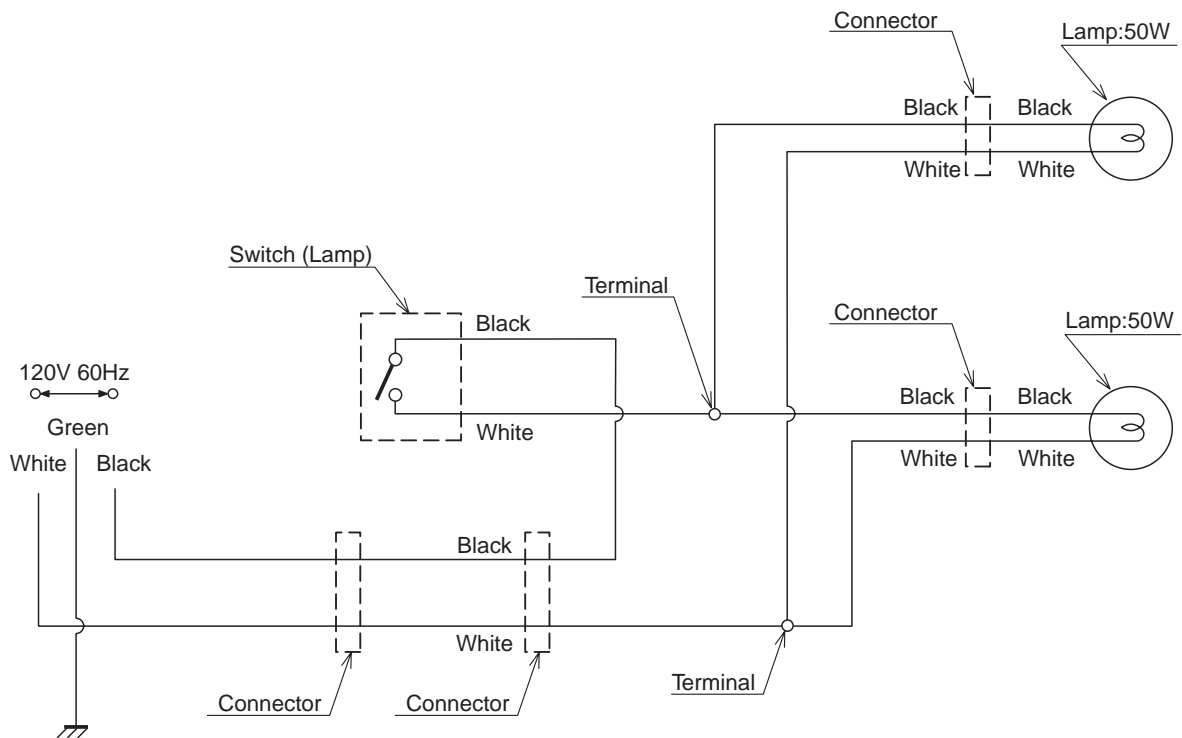 Connector
Lamp:50W
Black
Black
White
White
Switch (Lamp)
Terminal
Connector
Lamp:50W
Black
120V 60Hz
Black
Black
Green
White
White
White
White
Black
Black
White
Terminal
Connector
Connector